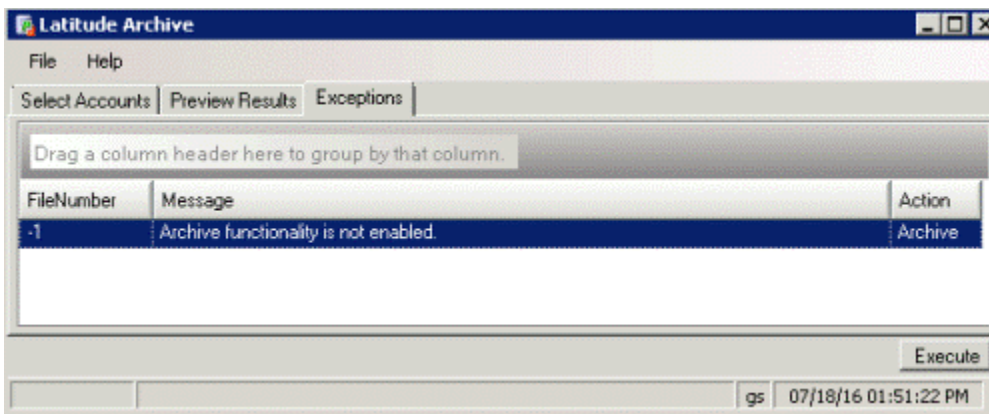 Latitude Archive
File Help
Select Accounts Preview Results Exceptions
Drag a column header here to group by that column.
FileNumber Message Action
-1 Archive functionality is not enabled. Archive
Execute
gs 07/18/16 01:51:22 PM